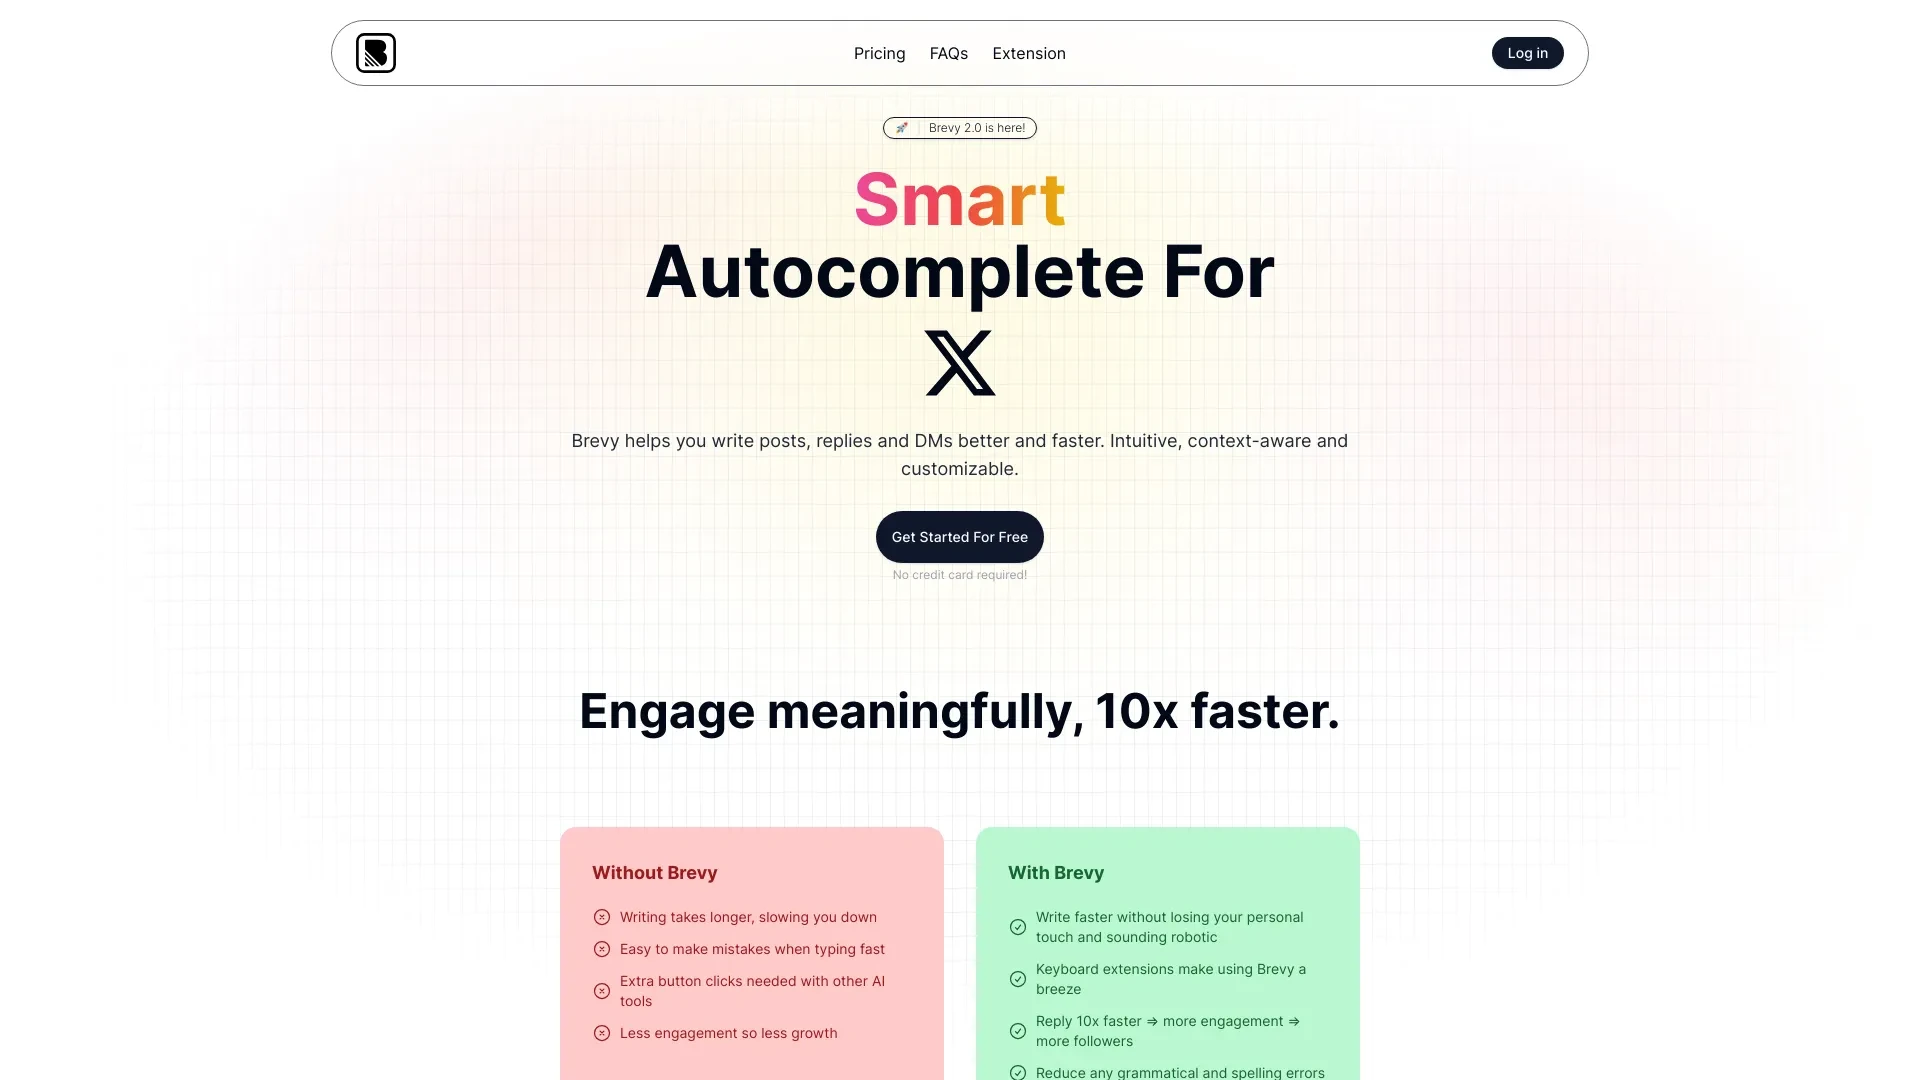 Pricing FAQs Extension Log in
🚀 Brevy 2.0 is here!
Smart
Autocomplete For
𝕏
Brevy helps you write posts, replies and DMs better and faster. Intuitive, context-aware and
customizable.
Get Started For Free
No credit card required!
Engage meaningfully, 10x faster.
Without Brevy
Writing takes longer, slowing you down
Easy to make mistakes when typing fast
Extra button clicks needed with other AI
tools
Less engagement so less growth
With Brevy
Write faster without losing your personal
touch and sounding robotic
Keyboard extensions make using Brevy a
breeze
Reply 10x faster ⇒ more engagement ⇒
more followers
Reduce any grammatical and spelling errors